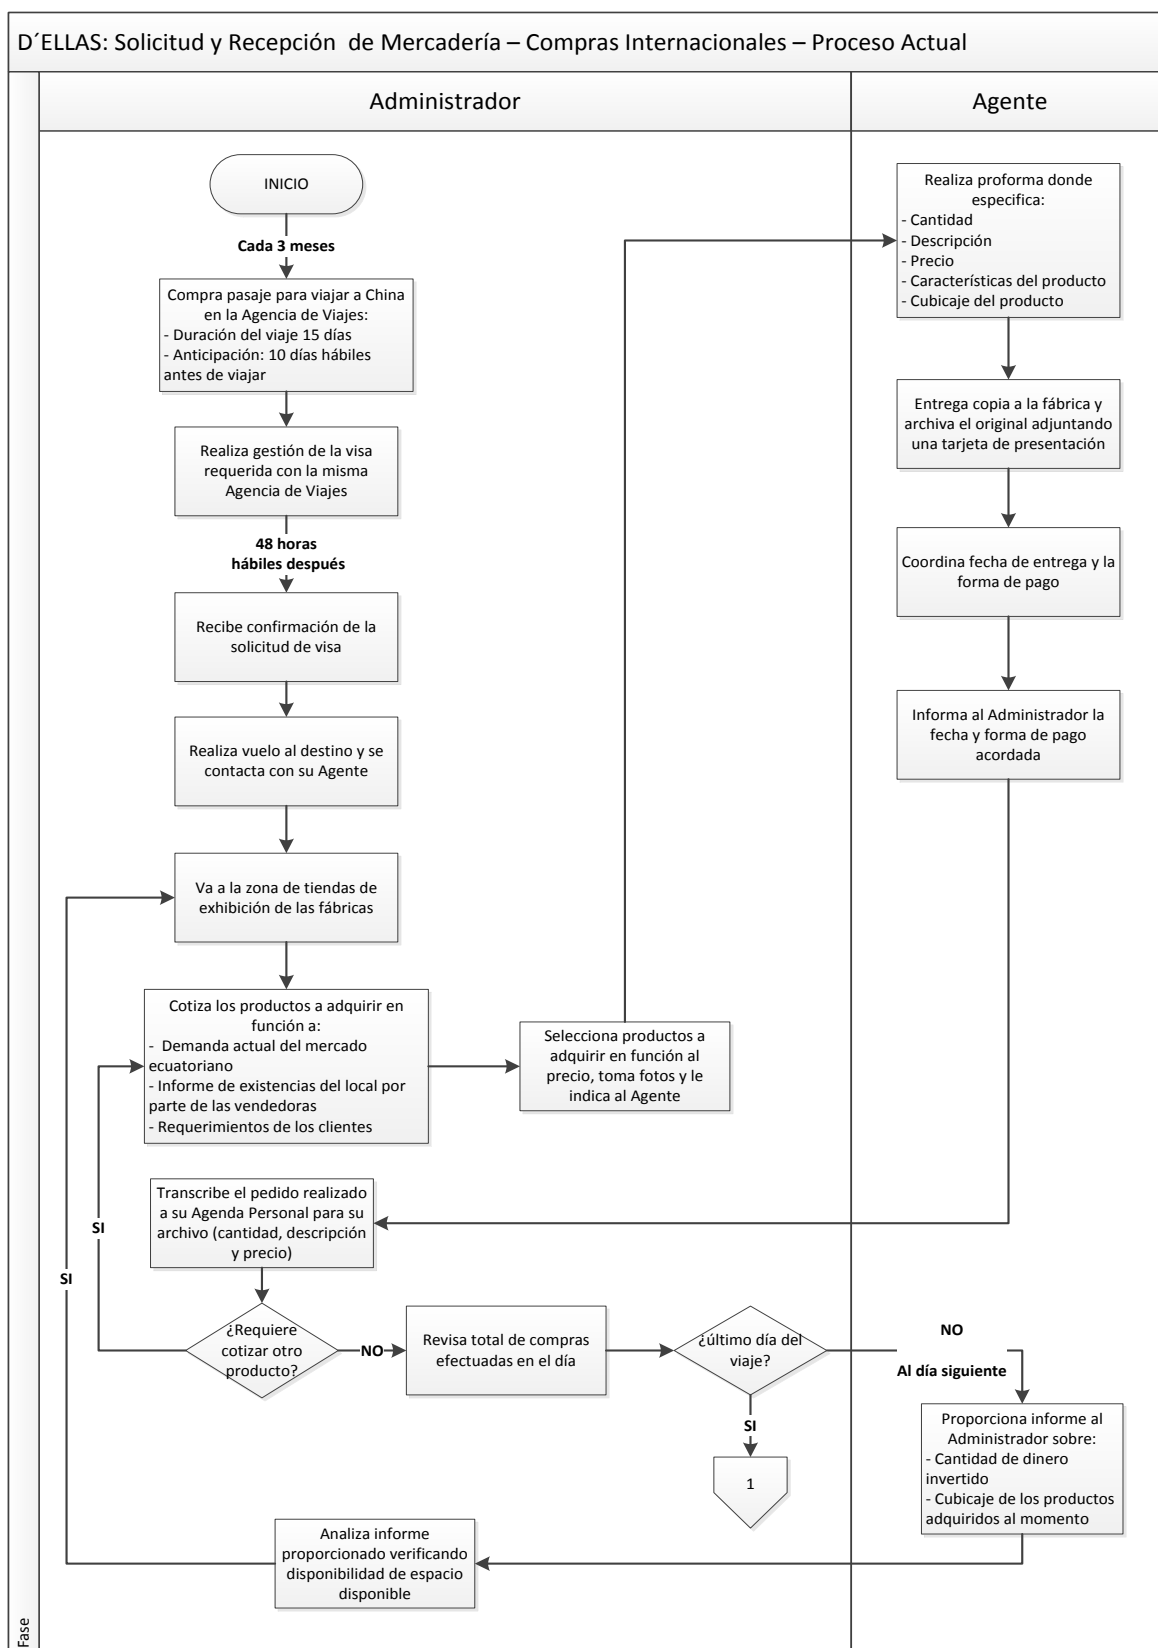 D´ELLAS: Solicitud y Recepción de Mercadería – Compras Internacionales – Proceso Actual
Administrador
Agente
INICIO
Cada 3 meses
Compra pasaje para viajar a China
en la Agencia de Viajes:
- Duración del viaje 15 días
- Anticipación: 10 días hábiles
antes de viajar
Realiza gestión de la visa
requerida con la misma
Agencia de Viajes
48 horas
hábiles después
Recibe confirmación de la
solicitud de visa
Realiza vuelo al destino y se
contacta con su Agente
Va a la zona de tiendas de
exhibición de las fábricas
Cotiza los productos a adquirir en
función a:
- Demanda actual del mercado
ecuatoriano
- Informe de existencias del local por
parte de las vendedoras
- Requerimientos de los clientes
Selecciona productos a
adquirir en función al
precio, toma fotos y le
indica al Agente
Realiza proforma donde
especifica:
- Cantidad
- Descripción
- Precio
- Características del producto
- Cubicaje del producto
Entrega copia a la fábrica y
archiva el original adjuntando
una tarjeta de presentación
Coordina fecha de entrega y la
forma de pago
Informa al Administrador la
fecha y forma de pago
acordada
Transcribe el pedido realizado
a su Agenda Personal para su
archivo (cantidad, descripción
y precio)
SI
SI
¿Requiere
cotizar otro
producto?
NO
Revisa total de compras
efectuadas en el día
¿último día del
viaje?
NO
Al día siguiente
SI
1
Proporciona informe al
Administrador sobre:
- Cantidad de dinero
invertido
- Cubicaje de los productos
adquiridos al momento
Analiza informe
proporcionado verificando
disponibilidad de espacio
disponible
Fase